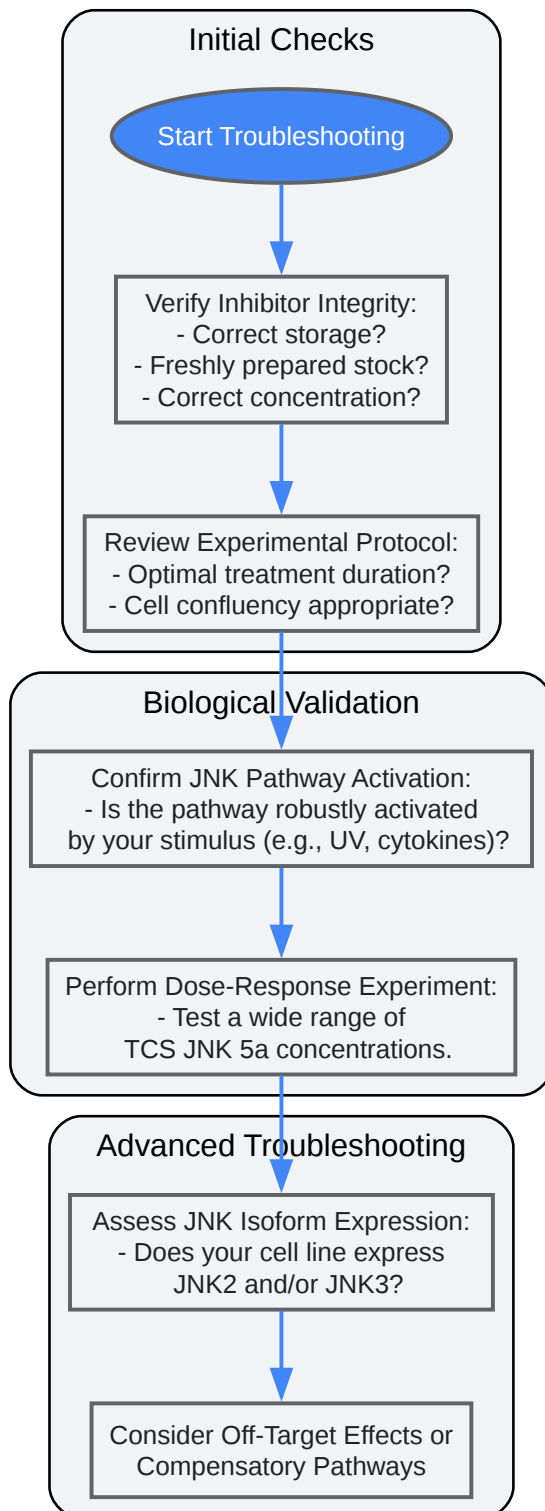 Initial Checks
Start Troubleshooting
Verify Inhibitor Integrity:
- Correct storage?
- Freshly prepared stock?
- Correct concentration?
Review Experimental Protocol:
- Optimal treatment duration?
- Cell confluency appropriate?
Biological Validation
Confirm JNK Pathway Activation:
- Is the pathway robustly activated
by your stimulus (e.g., UV, cytokines)?
Perform Dose-Response Experiment:
- Test a wide range of
TCS JNK 5a concentrations.
Advanced Troubleshooting
Assess JNK Isoform Expression:
- Does your cell line express
JNK2 and/or JNK3?
Consider Off-Target Effects or
Compensatory Pathways